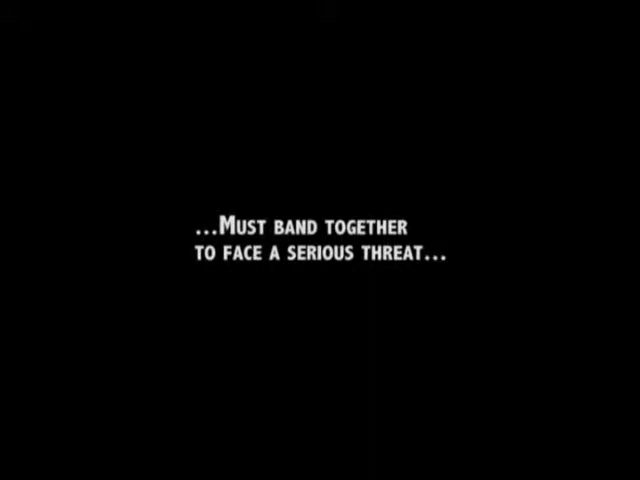 ...Must band together
to face a serious threat...